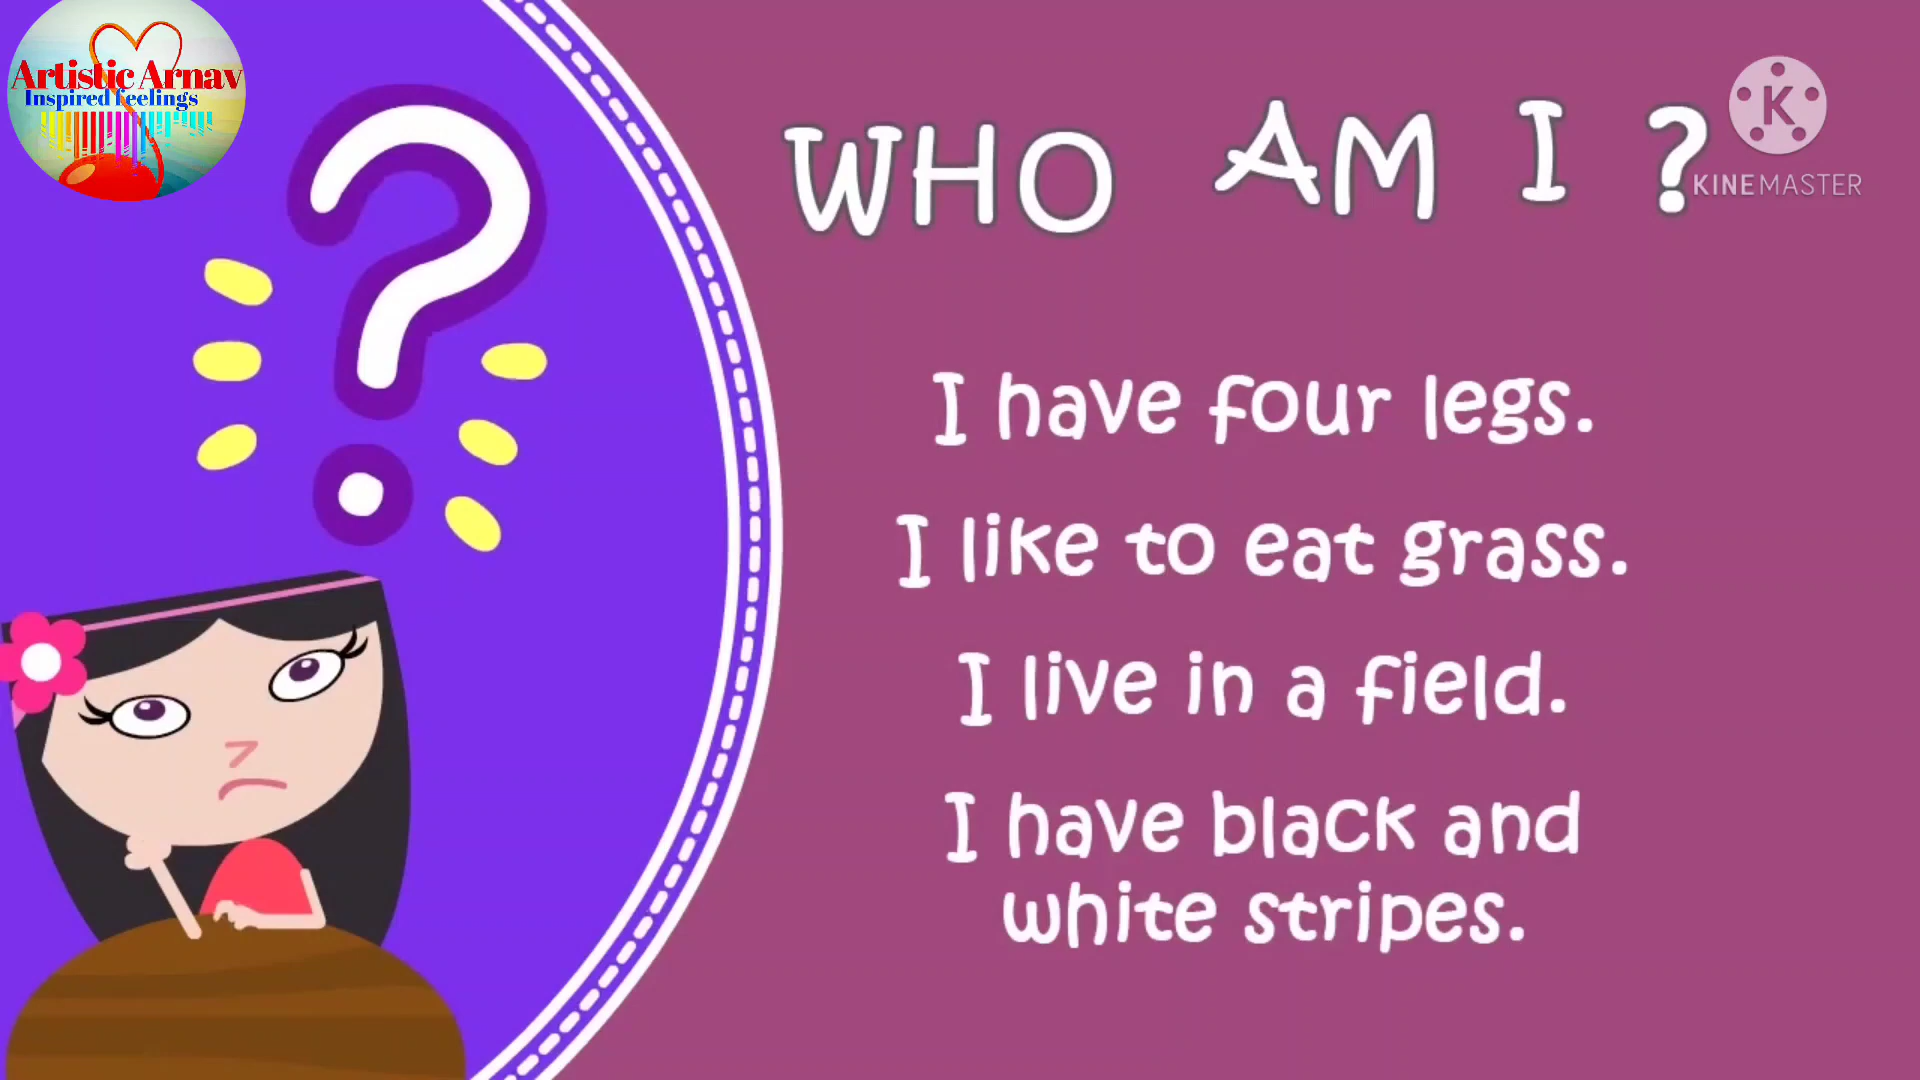 Artistic Arnav
Inspired feelings
WHO AM I ?
K
KINEMASTER
I have four legs.
I like to eat grass.
I live in a field.
I have black and
white stripes.